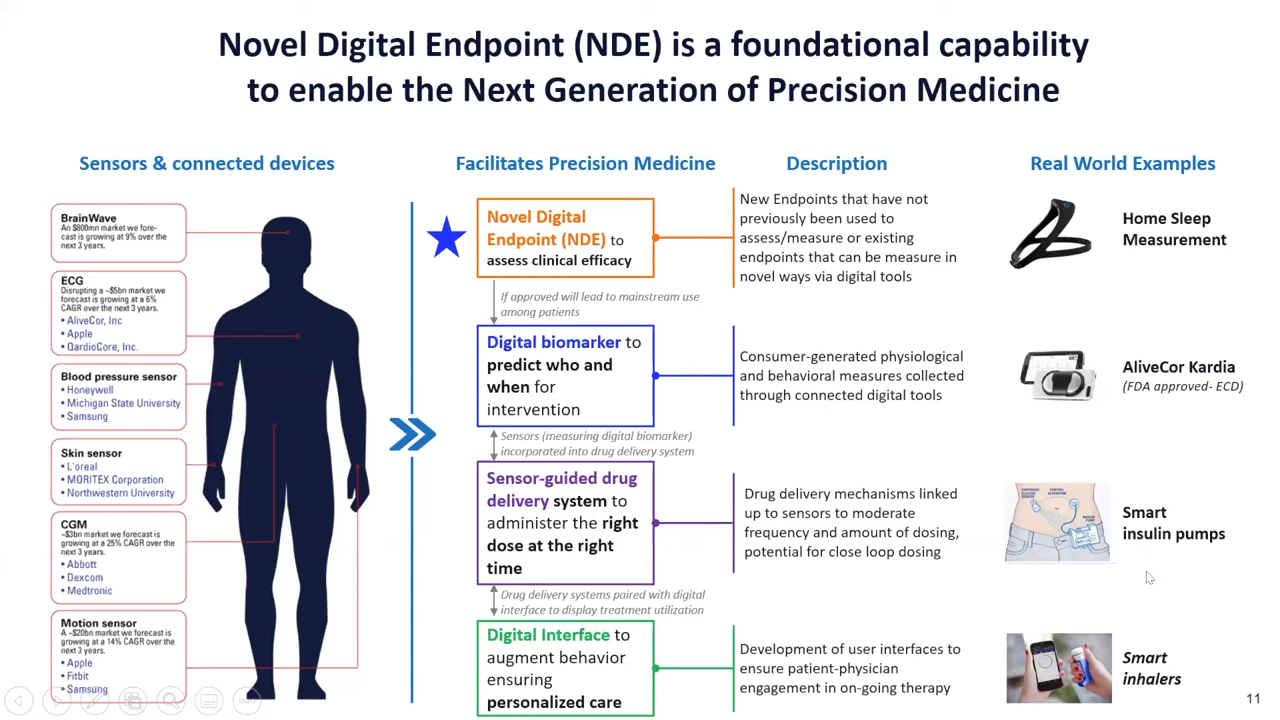 Novel Digital Endpoint (NDE) is a foundational capability
to enable the Next Generation of Precision Medicine
Sensors & connected devices
BrainWave
An $800mn market we fore-
cast is growing at 9% over the
next 3 years.
ECG
Disrupting a ~$5bn market we
forecast is growing at a 6%
CAGR over the next 3 years.
• AliveCor, Inc
• Apple
• QardioCore, Inc.
Blood pressure sensor
• Honeywell
• Michigan State University
• Samsung
Skin sensor
• L'oreal
• MORITEX Corporation
• Northwestern University
CGM
~$3bn market we forecast is
growing at a 25% CAGR over the
next 3 years.
• Abbott
• Dexcom
• Medtronic
Motion sensor
A ~$20bn market we forecast is
growing at a 14% CAGR over the
next 3 years.
• Apple
• Fitbit
• Samsung
Facilitates Precision Medicine
Novel Digital
Endpoint (NDE) to
assess clinical efficacy
If approved will lead to mainstream use
among patients
Digital biomarker to
predict who and
when for
intervention
Sensors (measuring digital biomarker)
incorporated into drug delivery system
Sensor-guided drug
delivery system to
administer the right
dose at the right
time
Drug delivery systems paired with digital
interface to display treatment utilization
Digital Interface to
augment behavior
ensuring
personalized care
Description
New Endpoints that have not
previously been used to
assess/measure or existing
endpoints that can be measure in
novel ways via digital tools
Consumer-generated physiological
and behavioral measures collected
through connected digital tools
Drug delivery mechanisms linked
up to sensors to moderate
frequency and amount of dosing,
potential for close loop dosing
Development of user interfaces to
ensure patient-physician
engagement in on-going therapy
Real World Examples
Home Sleep
Measurement
AliveCor Kardia
(FDA approved- ECD)
Smart
insulin pumps
Smart
inhalers
11